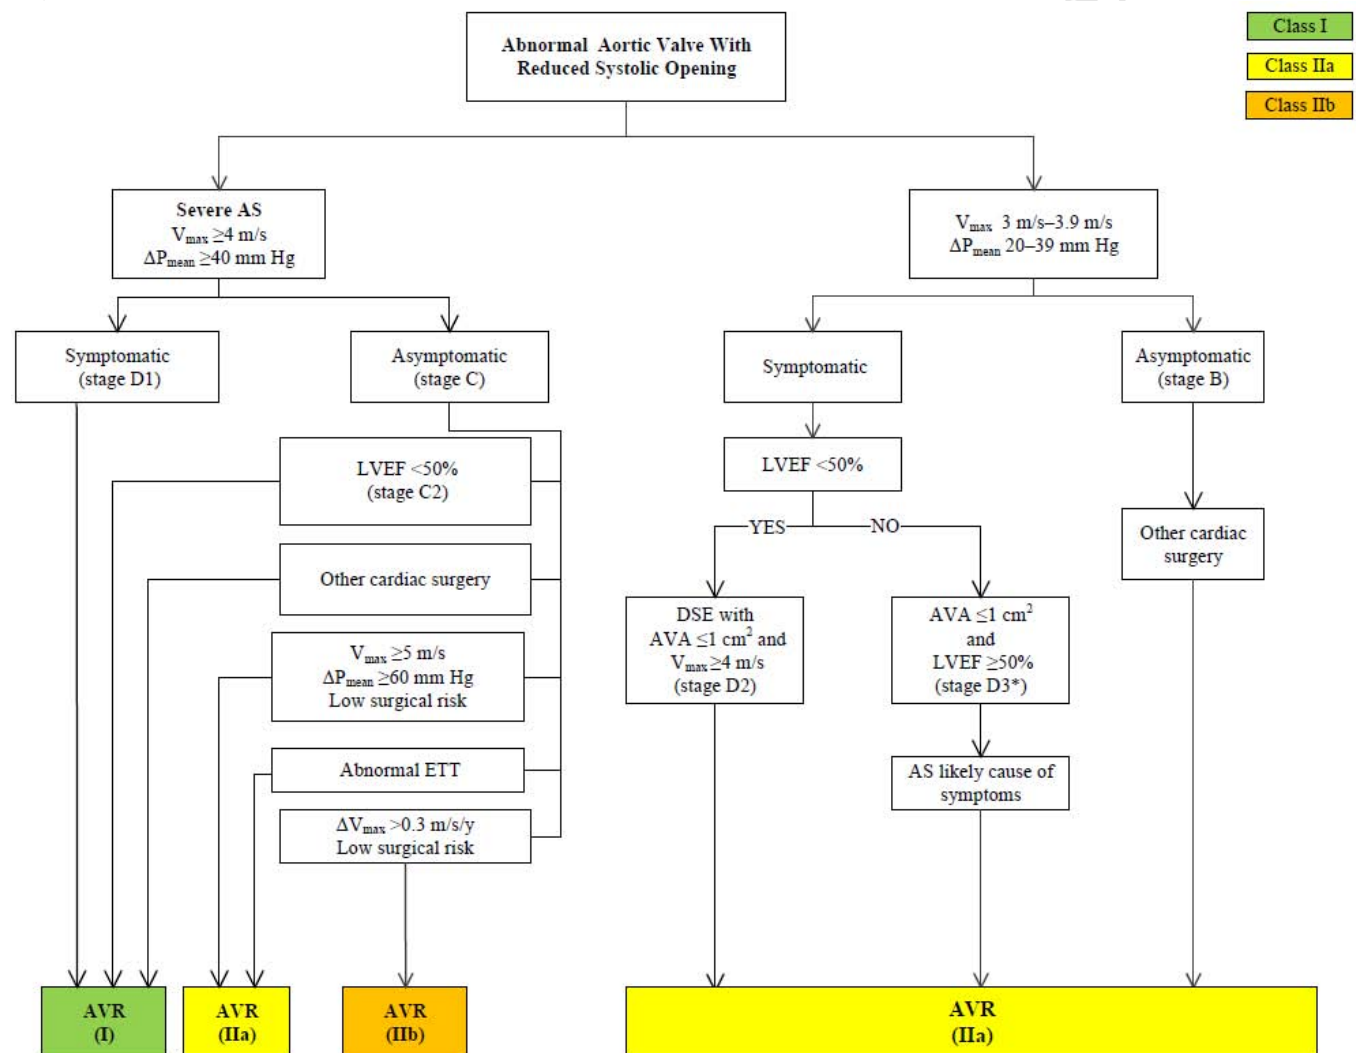 Class I
Class IIa
Class IIb
Abnormal Aortic Valve With
Reduced Systolic Opening
Severe AS
Vmax ≥4 m/s
ΔPmean ≥40 mm Hg
Vmax 3 m/s–3.9 m/s
ΔPmean 20–39 mm Hg
Symptomatic
(stage D1)
Asymptomatic
(stage C)
Symptomatic
Asymptomatic
(stage B)
LVEF <50%
(stage C2)
LVEF <50%
YES
NO
Other cardiac surgery
Other cardiac
surgery
Vmax ≥5 m/s
ΔPmean ≥60 mm Hg
Low surgical risk
DSE with
AVA ≤1 cm² and
Vmax ≥4 m/s
(stage D2)
AVA ≤1 cm²
and
LVEF ≥50%
(stage D3*)
Abnormal ETT
AS likely cause of
symptoms
ΔVmax >0.3 m/s/y
Low surgical risk
AVR
(I)
AVR
(IIa)
AVR
(IIb)
AVR
(IIa)